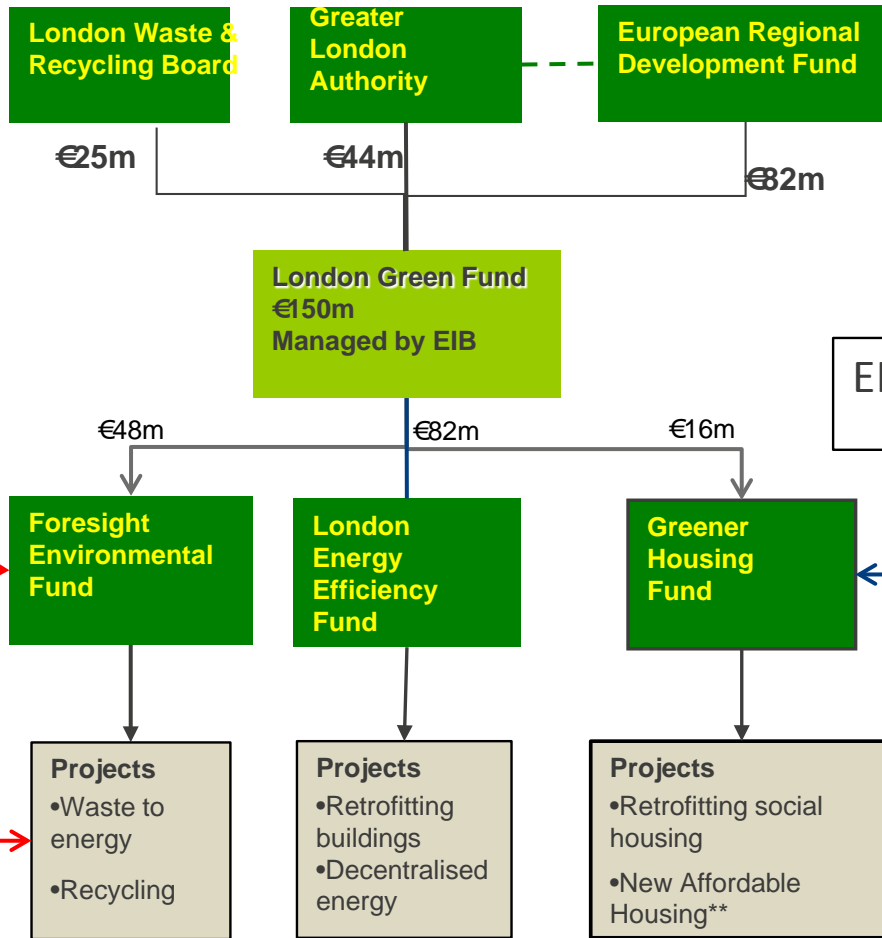 London Waste &
Recycling Board
Greater
London
Authority
European Regional
Development Fund
€25m
€44m
€82m
London Green Fund
€150m
Managed by EIB
€48m
€82m
€16m
Foresight
Environmental
Fund
London
Energy
Efficiency
Fund
Greener
Housing
Fund
Projects
•Waste to
energy
•Recycling
Projects
•Retrofitting
buildings
•Decentralised
energy
Projects
•Retrofitting social
housing
•New Affordable
Housing**